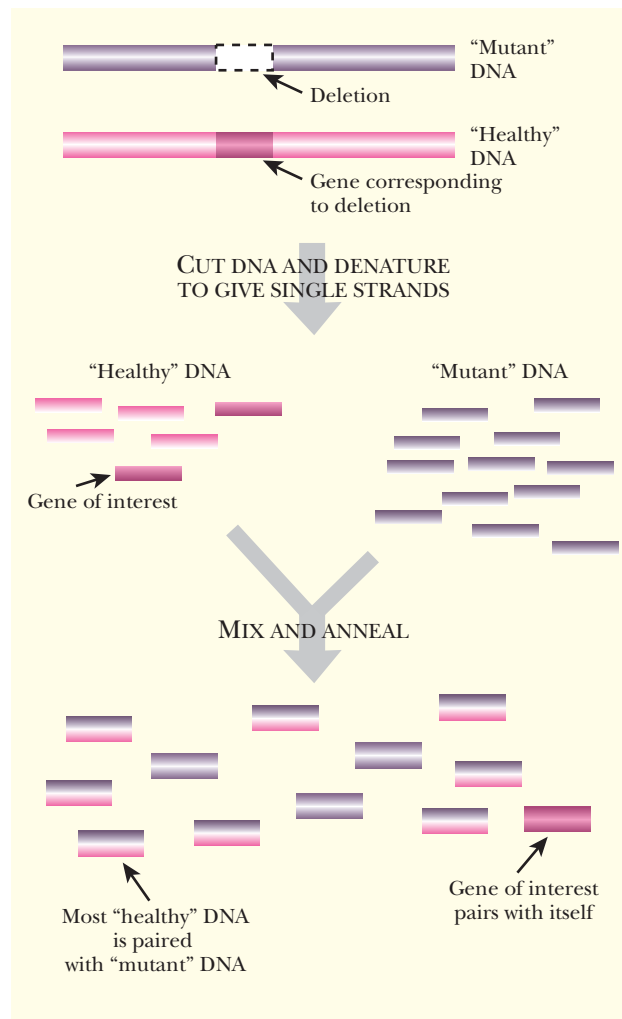 “Mutant”
DNA
Deletion
“Healthy”
DNA
Gene corresponding
to deletion
CUT DNA AND DENATURE
TO GIVE SINGLE STRANDS
“Healthy” DNA
“Mutant” DNA
Gene of interest
MIX AND ANNEAL
Most “healthy” DNA
is paired
with “mutant” DNA
Gene of interest
pairs with itself